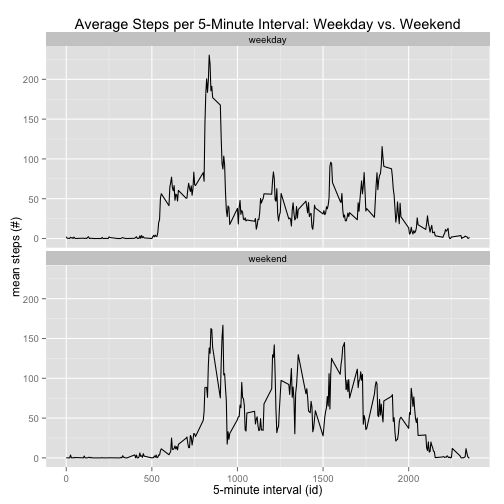 Average Steps per 5-Minute Interval: Weekday vs. Weekend
weekday
200
150
100
50
0
mean steps (#)
weekend
200
150
100
50
0
0 500 1000 1500 2000
5-minute interval (id)